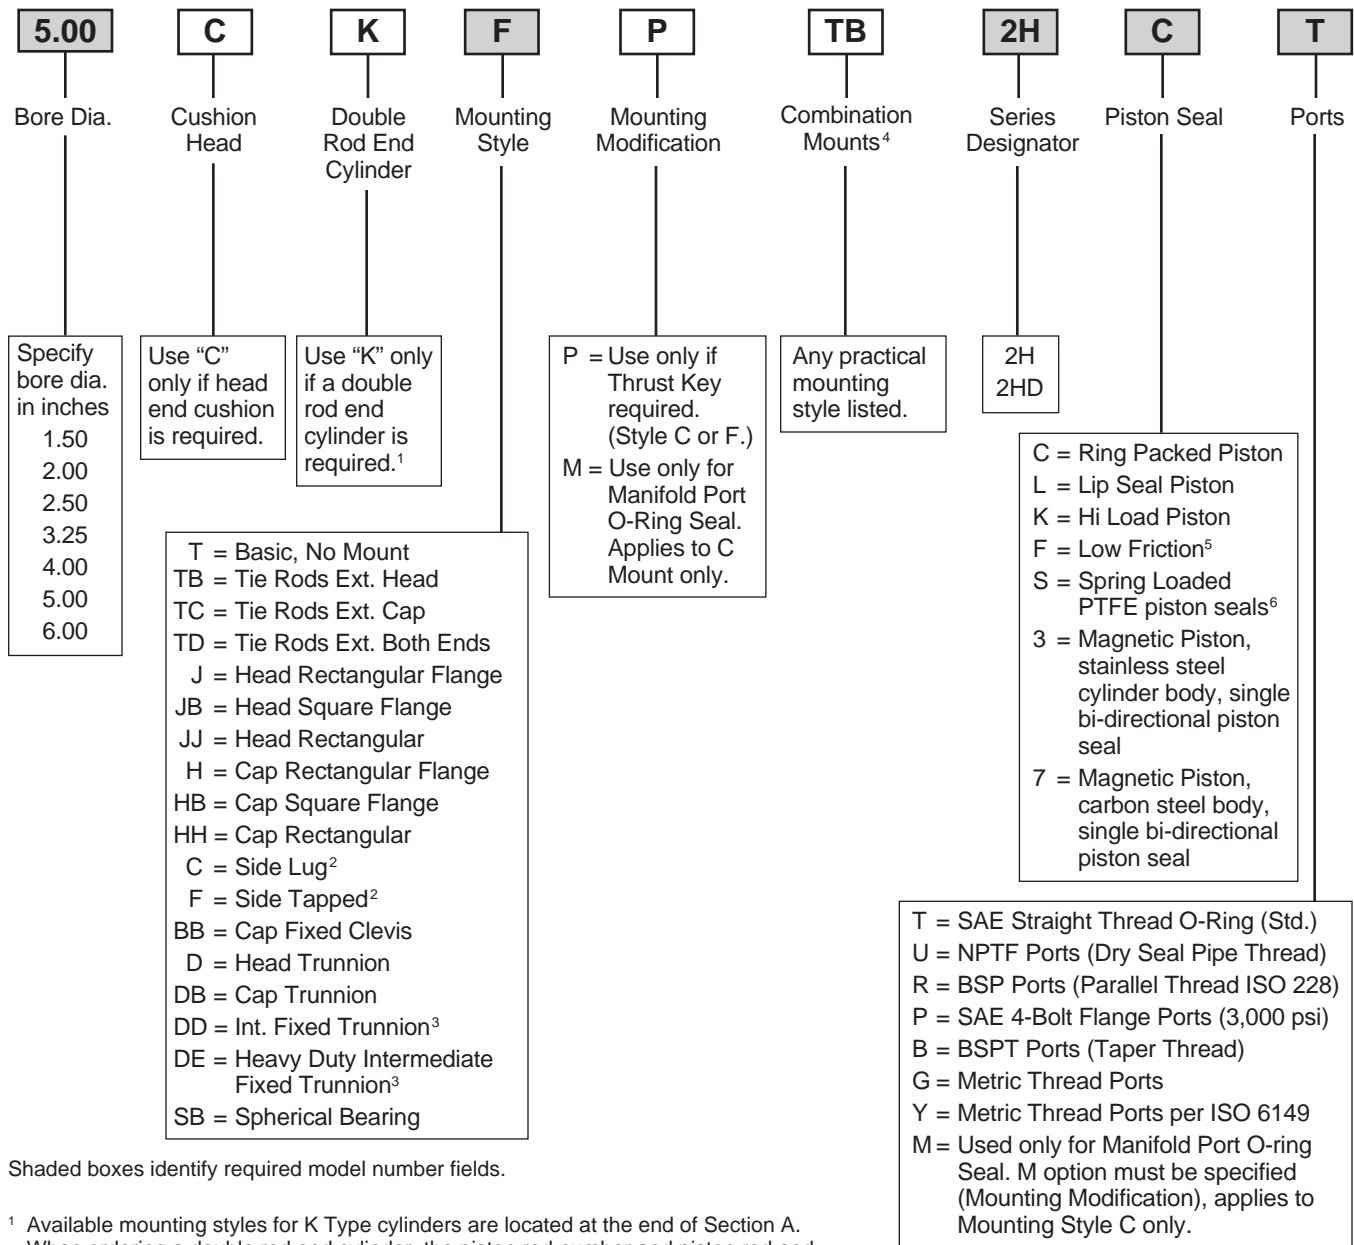 5.00 C K F P TB 2H C T
Bore Dia.
Cushion
Head
Double
Rod End
Cylinder
Mounting
Style
Mounting
Modification
Combination
Mounts⁴
Series
Designator
Piston Seal
Ports
Specify
bore dia.
in inches
1.50
2.00
2.50
3.25
4.00
5.00
6.00
Use “C”
only if head
end cushion
is required.
Use “K” only
if a double
rod end
cylinder is
required.¹
T = Basic, No Mount
TB = Tie Rods Ext. Head
TC = Tie Rods Ext. Cap
TD = Tie Rods Ext. Both Ends
J = Head Rectangular Flange
JB = Head Square Flange
JJ = Head Rectangular
H = Cap Rectangular Flange
HB = Cap Square Flange
HH = Cap Rectangular
C = Side Lug²
F = Side Tapped²
BB = Cap Fixed Clevis
D = Head Trunnion
DB = Cap Trunnion
DD = Int. Fixed Trunnion³
DE = Heavy Duty Intermediate
Fixed Trunnion³
SB = Spherical Bearing
P = Use only if
Thrust Key
required.
(Style C or F.)
M = Use only for
Manifold Port
O-Ring Seal.
Applies to C
Mount only.
Any practical
mounting
style listed.
2H
2HD
C = Ring Packed Piston
L = Lip Seal Piston
K = Hi Load Piston
F = Low Friction⁵
S = Spring Loaded
PTFE piston seals⁶
3 = Magnetic Piston,
stainless steel
cylinder body, single
bi-directional piston
seal
7 = Magnetic Piston,
carbon steel body,
single bi-directional
piston seal
T = SAE Straight Thread O-Ring (Std.)
U = NPTF Ports (Dry Seal Pipe Thread)
R = BSP Ports (Parallel Thread ISO 228)
P = SAE 4-Bolt Flange Ports (3,000 psi)
B = BSPT Ports (Taper Thread)
G = Metric Thread Ports
Y = Metric Thread Ports per ISO 6149
M = Used only for Manifold Port O-ring
Seal. M option must be specified
(Mounting Modification), applies to
Mounting Style C only.
Shaded boxes identify required model number fields.
¹ Available mounting styles for K Type cylinders are located at the end of Section A.
When ordering a double rod end cylinder, the piston rod number and piston rod end